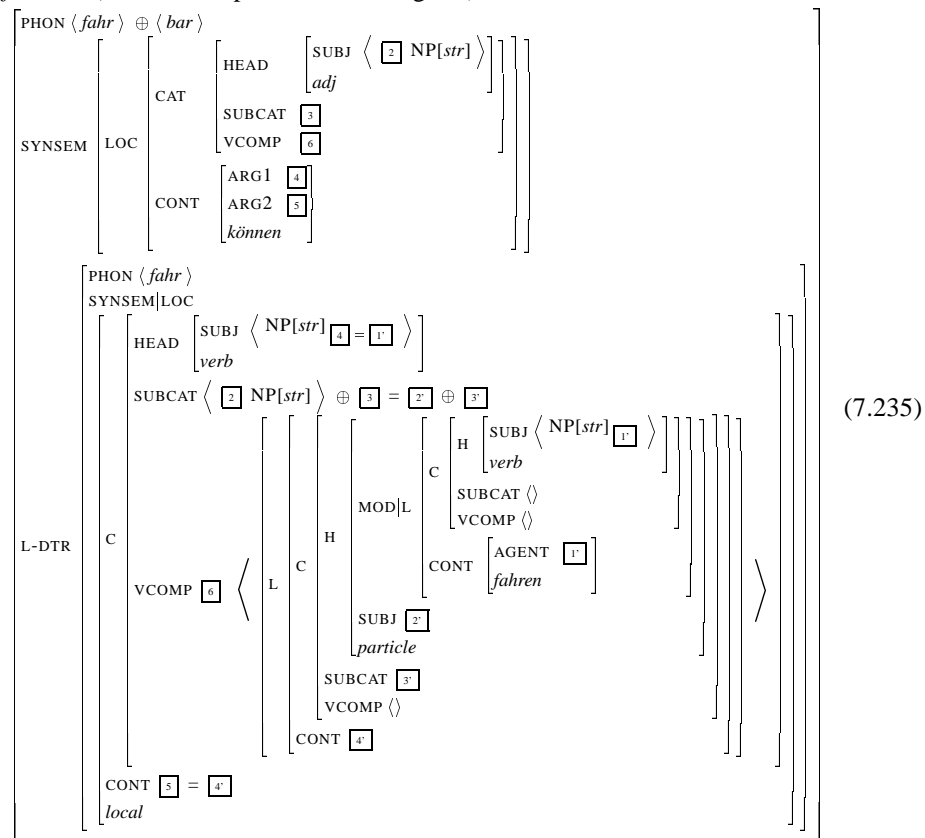 PHON ⟨ fahr ⟩ ⊕ ⟨ bar ⟩
SYNSEM LOC CAT HEAD SUBJ ⟨ 2 NP[str] ⟩
adj
SUBCAT 3
VCOMP 6
CONT ARG1 4
ARG2 5
können
L-DTR PHON ⟨ fahr ⟩
SYNSEM|LOC
C HEAD SUBJ ⟨ NP[str] 4 = 1' ⟩
verb
SUBCAT ⟨ 2 NP[str] ⟩ ⊕ 3 = 2' ⊕ 3'
VCOMP 6 ⟨ L C H MOD|L C H SUBJ ⟨ NP[str] 1' ⟩
verb
SUBCAT ⟨⟩
VCOMP ⟨⟩
CONT AGENT 1'
fahren
SUBJ 2'
particle
SUBCAT 3'
VCOMP ⟨⟩
CONT 4' ⟩
CONT 5 = 4'
local
(7.235)